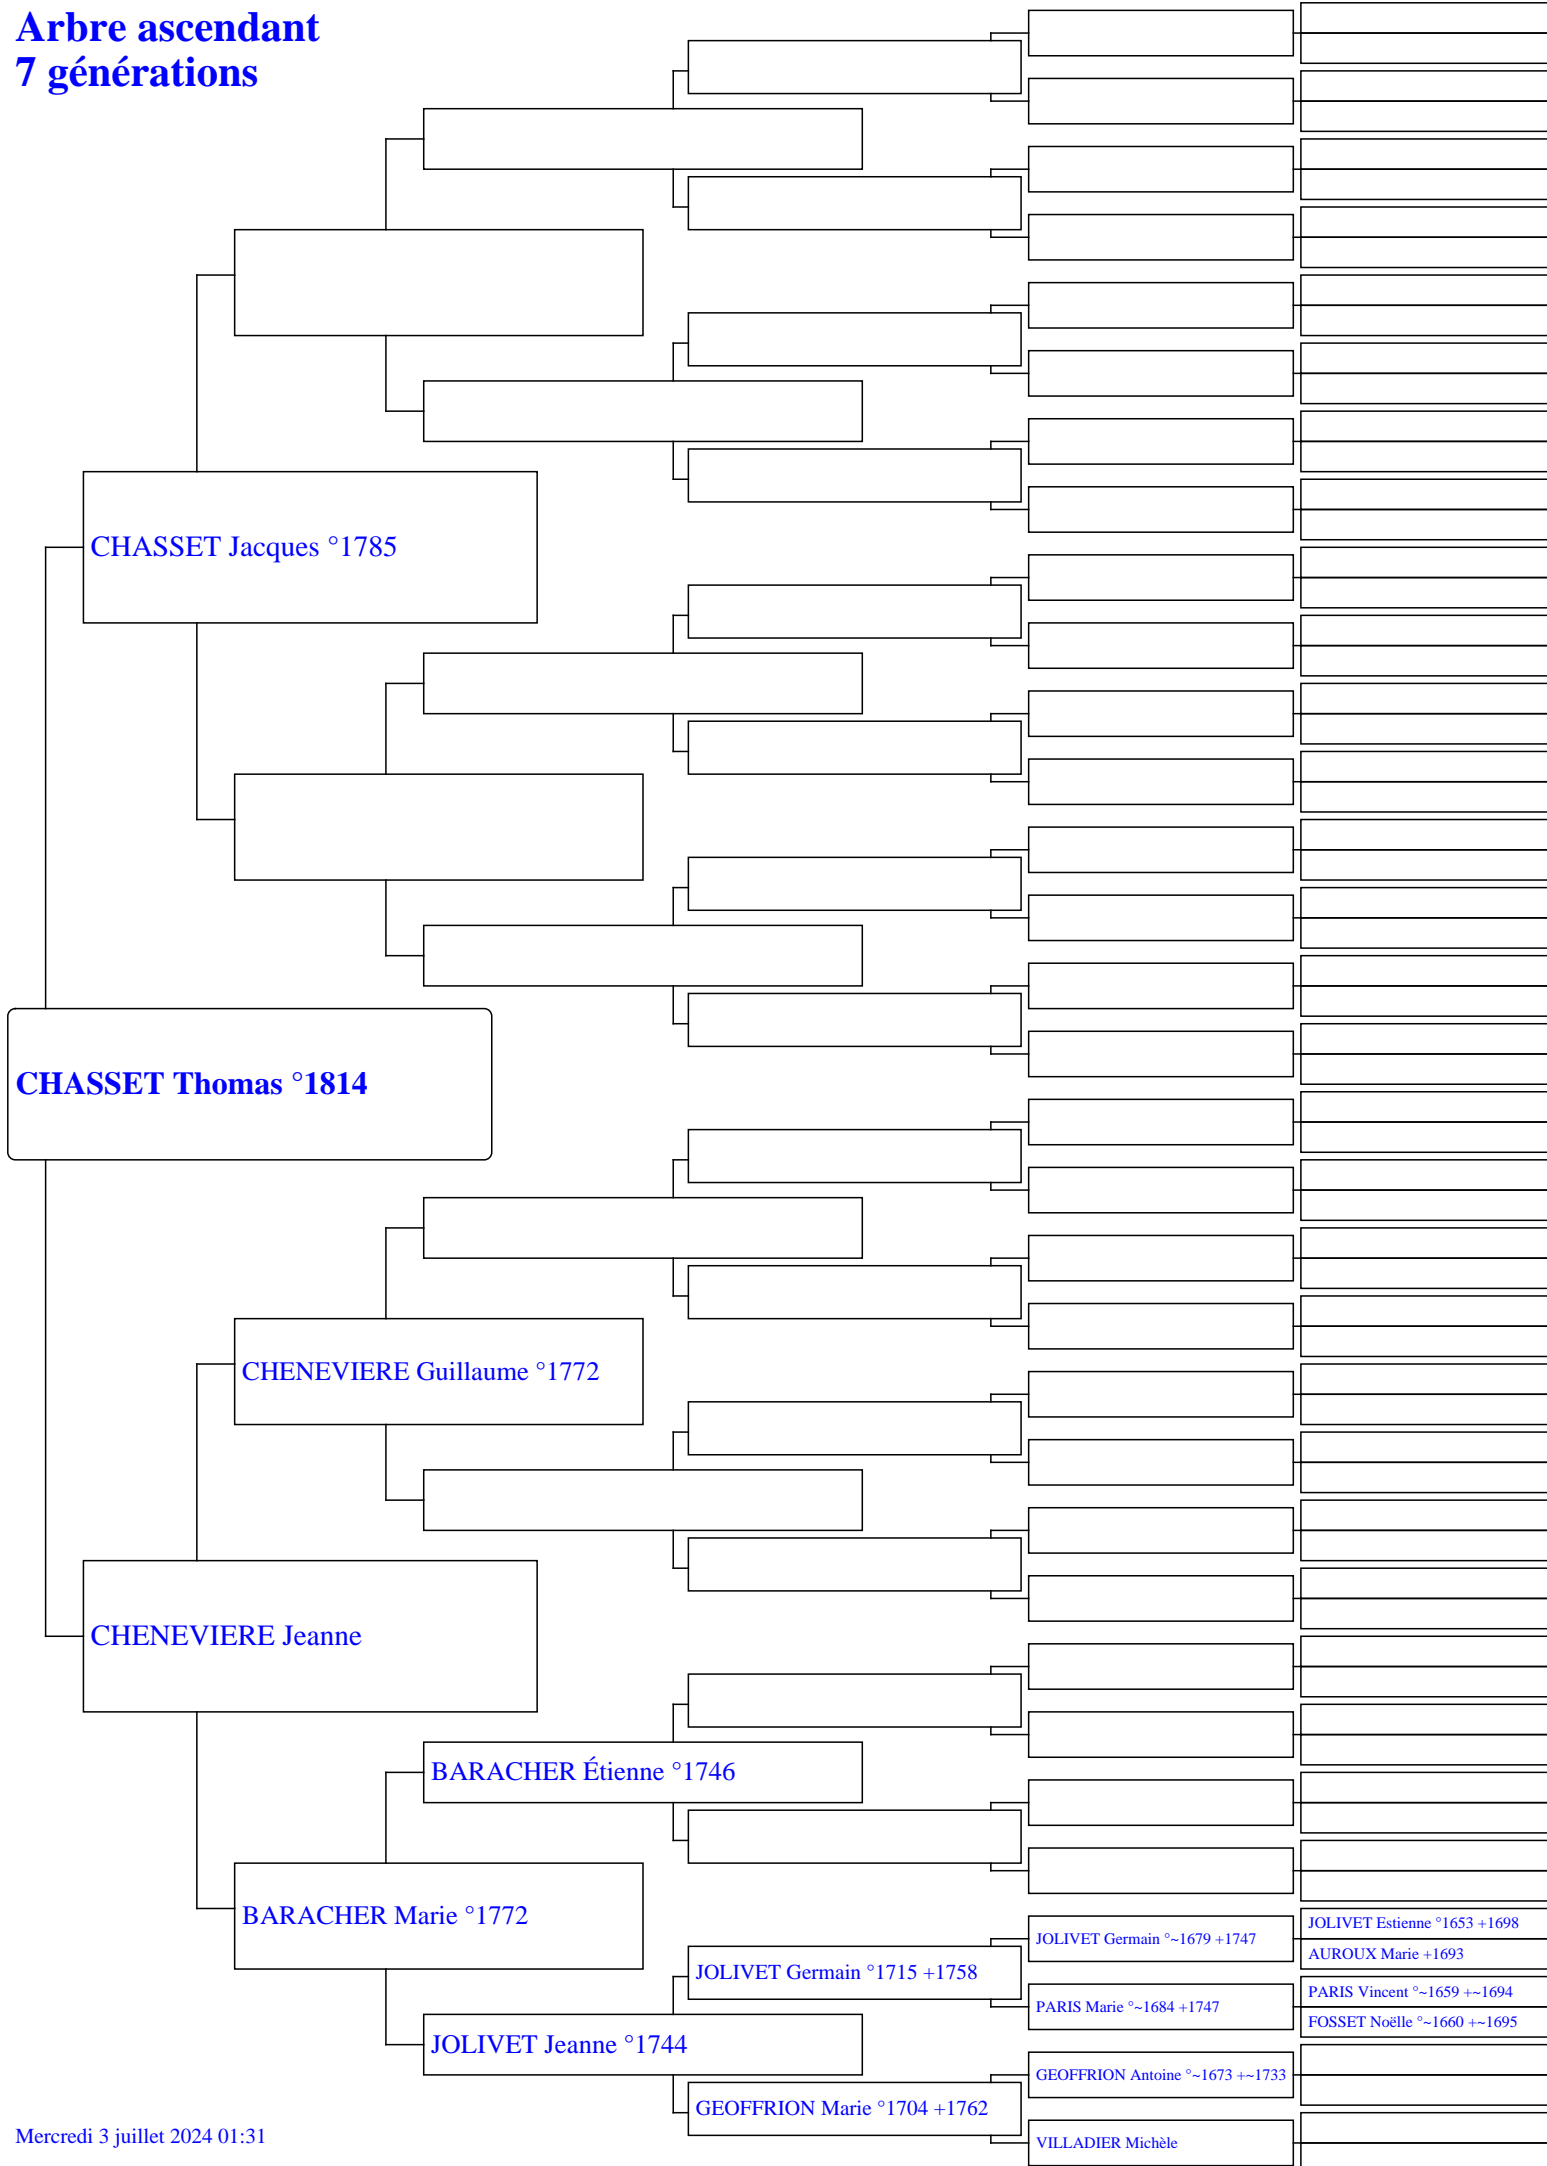 Arbre ascendant
7 générations
CHASSET Jacques °1785
CHASSET Thomas °1814
CHENEVIERE Guillaume °1772
CHENEVIERE Jeanne
BARACHER Étienne °1746
BARACHER Marie °1772
JOLIVET Estienne °1653 +1698
JOLIVET Germain °~1679 +1747
AUROUX Marie +1693
JOLIVET Germain °1715 +1758
PARIS Vincent °~1659 +~1694
PARIS Marie °~1684 +1747
FOSSET Noëlle °~1660 +~1695
JOLIVET Jeanne °1744
GEOFFRION Antoine °~1673 +~1733
GEOFFRION Marie °1704 +1762
VILLADIER Michèle
Mercredi 3 juillet 2024 01:31